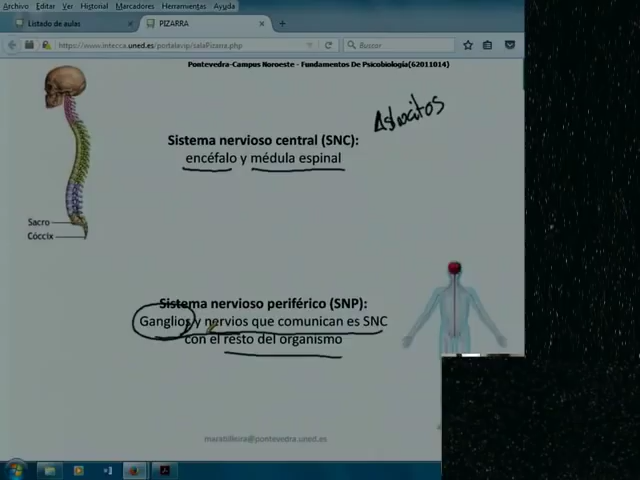 Archivo Editar Ver Historial Marcadores Herramientas Ayuda
Listado de aulas
PIZARRA
https://www.intecca.uned.es/portalavip/salaPizarra.php
Buscar
Pontevedra-Campus Noroeste - Fundamentos De Psicobiología(62011014)
Astrocitos
Sistema nervioso central (SNC):
encéfalo y médula espinal
Sacro
Cóccix
Sistema nervioso periférico (SNP):
Ganglios y nervios que comunican es SNC
con el resto del organismo